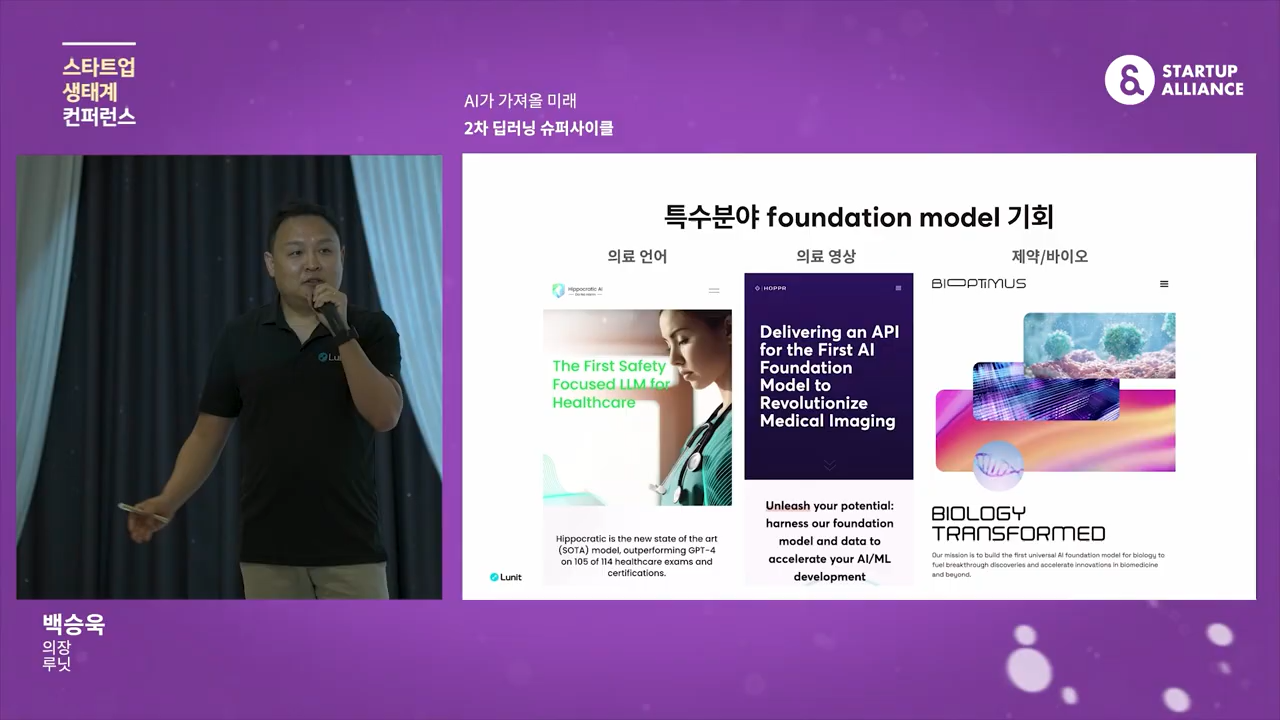 스타트업
생태계
컨퍼런스
STARTUP
ALLIANCE
AI가 가져올 미래
2차 딥러닝 슈퍼사이클
특수분야 foundation model 기회
의료 언어
의료 영상
제약/바이오
Hippocratic AI
The First Safety
Focused LLM for
Healthcare
Hippocratic is the new state of the art
(SOTA) model, outperforming GPT-4
on 105 of 114 healthcare exams and
certifications.
HOPPR
Delivering an API
for the First AI
Foundation
Model to
Revolutionize
Medical Imaging
Unleash your potential:
harness our foundation
model and data to
accelerate your AI/ML
development
BIOPTIMUS
BIOLOGY
TRANSFORMED
Our mission is to build the first universal AI foundation model for biology to
fuel breakthrough discoveries and accelerate innovations in biomedicine
and beyond.
Lunit
백승욱
의장
루닛